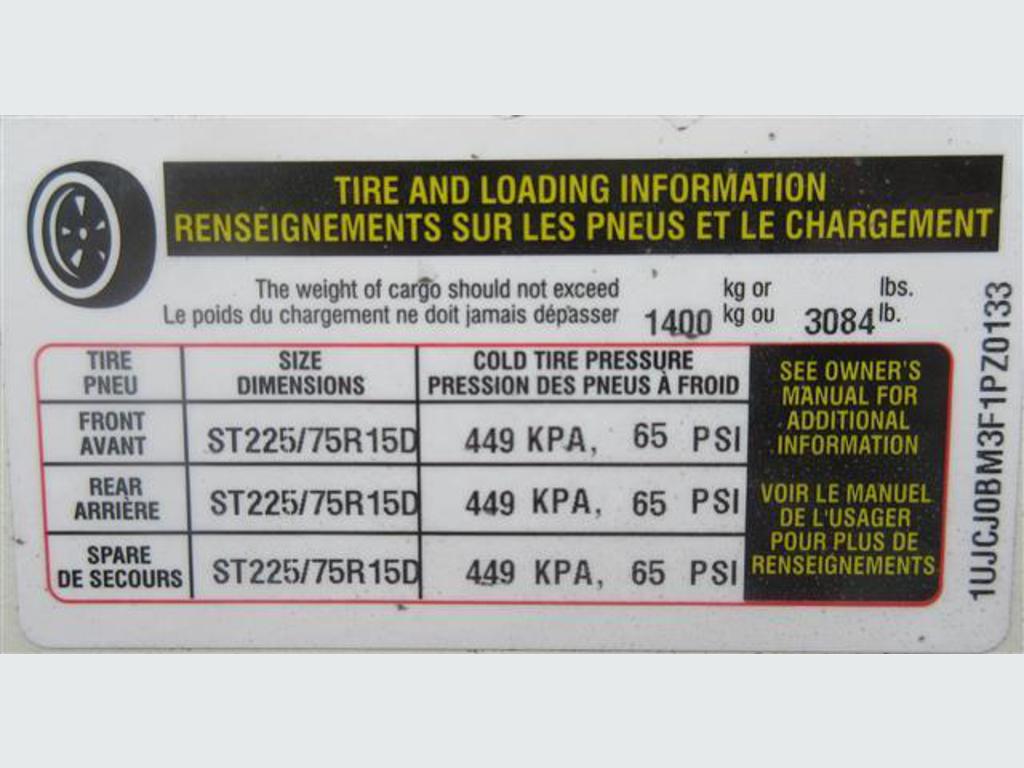 TIRE AND LOADING INFORMATION
RENSEIGNEMENTS SUR LES PNEUS ET LE CHARGEMENT
The weight of cargo should not exceed kg or lbs.
Le poids du chargement ne doit jamais dépasser 1400 kg ou 3084 lb.
TIRE PNEU
SIZE DIMENSIONS
COLD TIRE PRESSURE
PRESSION DES PNEUS À FROID
FRONT AVANT
ST225/75R15D
449 KPA, 65 PSI
REAR ARRIÈRE
ST225/75R15D
449 KPA, 65 PSI
SPARE DE SECOURS
ST225/75R15D
449 KPA, 65 PSI
SEE OWNER'S
MANUAL FOR
ADDITIONAL
INFORMATION
VOIR LE MANUEL
DE L'USAGER
POUR PLUS DE
RENSEIGNEMENTS
1UJCJ0BM3F1PZ0133